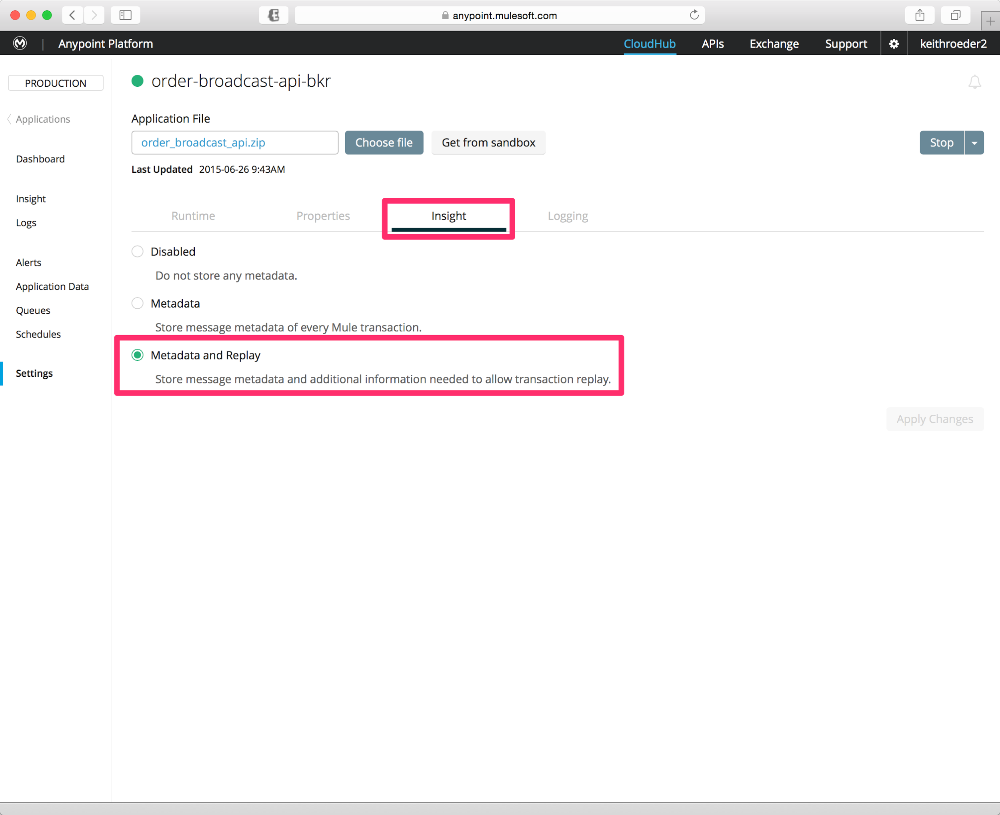 anypoint.mulesoft.com
Anypoint Platform
CloudHub APIs Exchange Support keithroeder2
PRODUCTION
order-broadcast-api-bkr
Applications
Application File
order_broadcast_api.zip Choose file Get from sandbox Stop
Dashboard
Last Updated 2015-06-26 9:43AM
Insight
Logs
Runtime Properties Insight Logging
Disabled
Do not store any metadata.
Alerts
Application Data
Queues
Schedules
Metadata
Store message metadata of every Mule transaction.
Metadata and Replay
Store message metadata and additional information needed to allow transaction replay.
Settings
Apply Changes